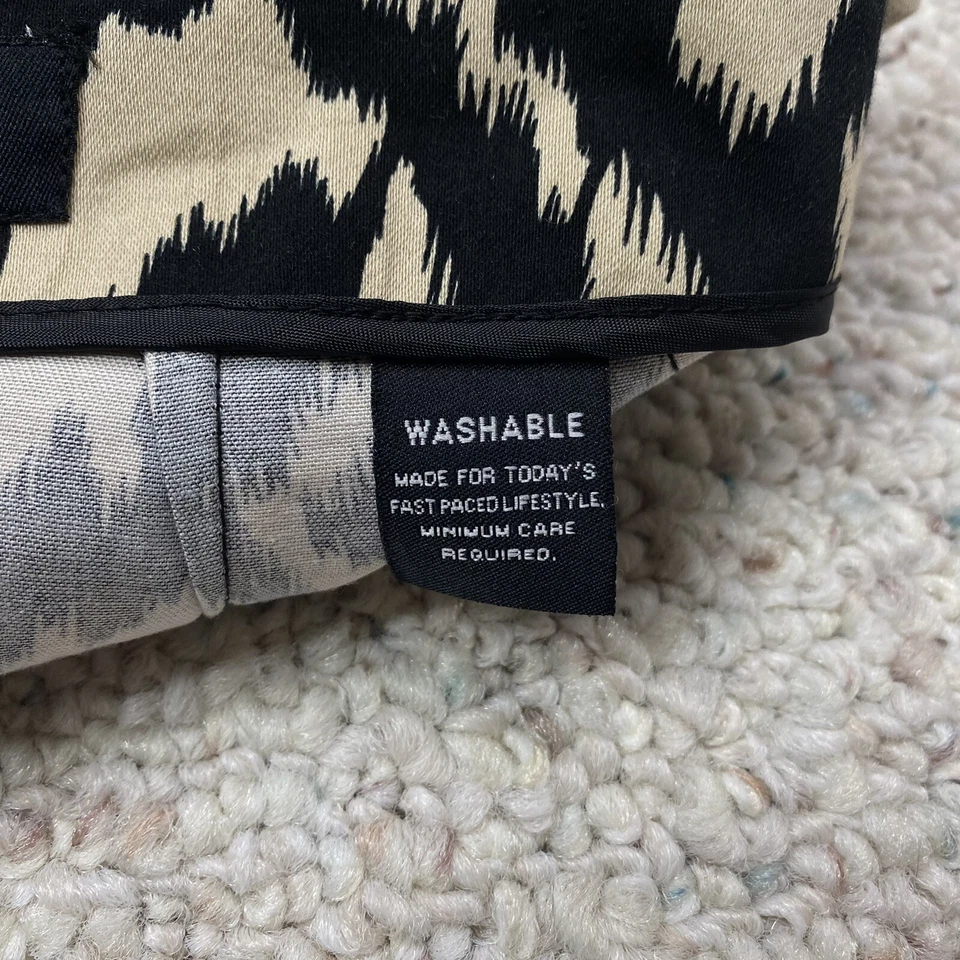 WASHABLE
MADE FOR TODAY'S
FAST PACED LIFESTYLE.
MINIMUM CARE
REQUIRED.